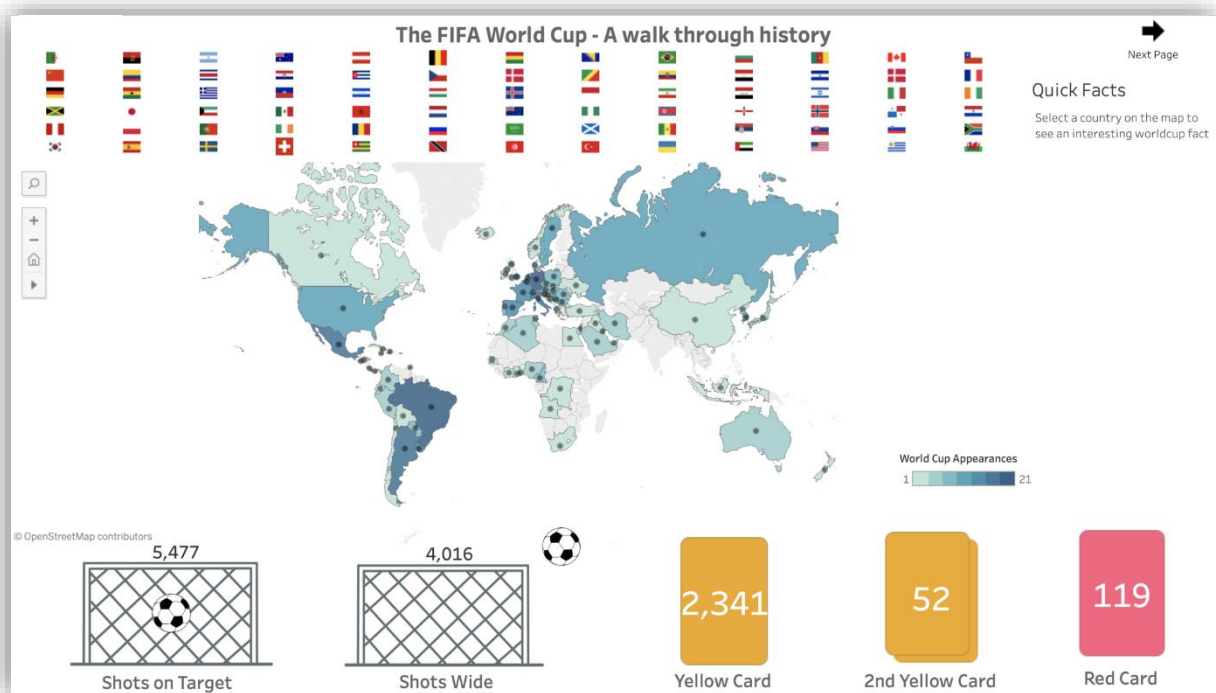 The FIFA World Cup - A walk through history
Next Page
Quick Facts
Select a country on the map to
see an interesting worldcup fact
World Cup Appearances
1
21
© OpenStreetMap contributors
5,477
4,016
2,341
52
119
Shots on Target
Shots Wide
Yellow Card
2nd Yellow Card
Red Card